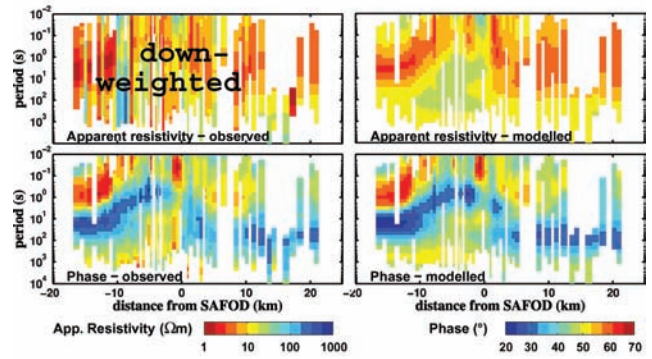 10⁻²
10⁻¹
10⁰
10¹
10²
10³
period (s)
down-
weighted
Apparent resistivity – observed
Apparent resistivity – modelled
10⁻²
10⁻¹
10⁰
10¹
10²
10³
10⁴
period (s)
Phase – observed
Phase – modelled
−20 −10 0 10 20
−20 −10 0 10 20
distance from SAFOD (km)
distance from SAFOD (km)
App. Resistivity (Ωm)
1 10 100 1000
Phase (°)
20 30 40 50 60 70